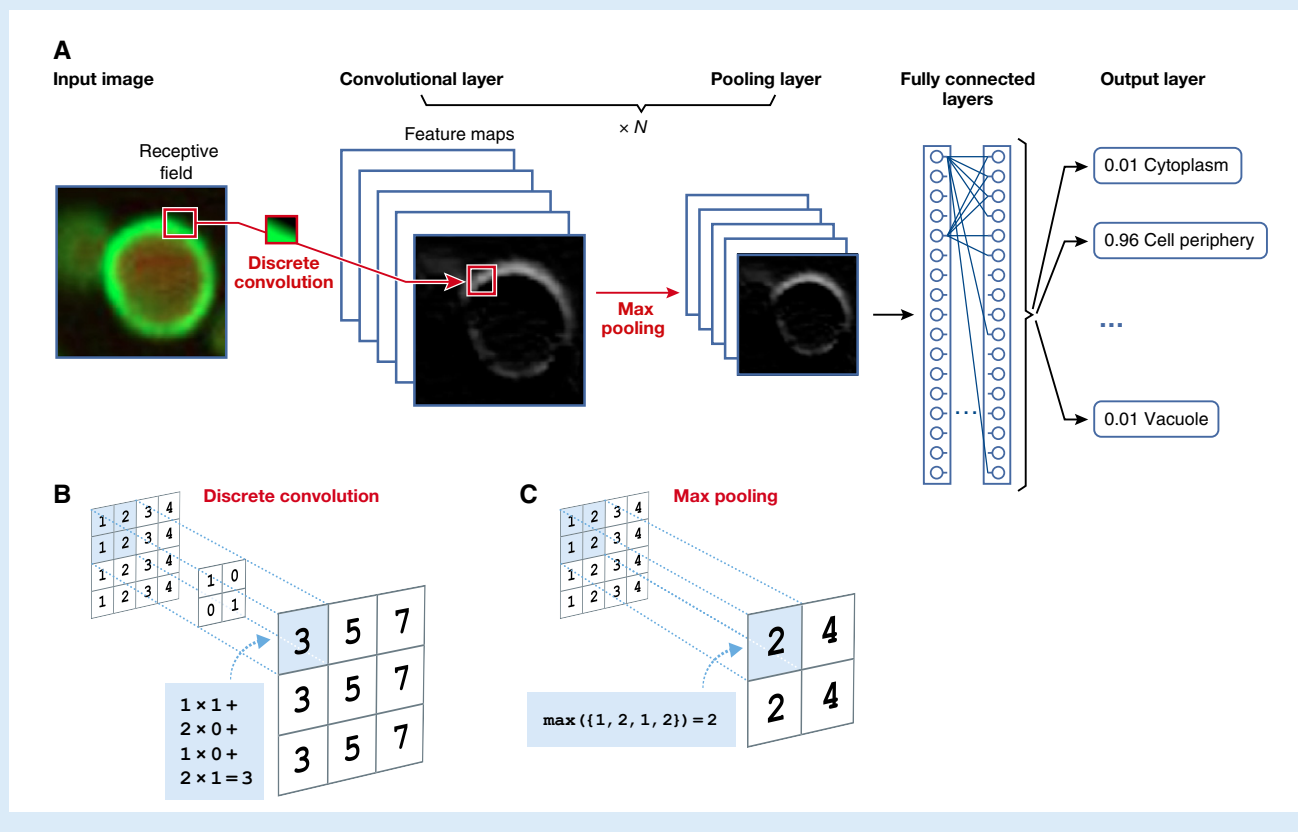 A
Input image
Convolutional layer
Pooling layer
Fully connected
layers
Output layer
× N
Feature maps
Receptive
field
Discrete
convolution
Max
pooling
0.01 Cytoplasm
0.96 Cell periphery
...
0.01 Vacuole
...
B
Discrete convolution
1 2 3 4
1 2 3 4
1 2 3 4
1 2 3 4
1 0
0 1
3 5 7
3 5 7
3 5 7
1 × 1 +
2 × 0 +
1 × 0 +
2 × 1 = 3
C
Max pooling
1 2 3 4
1 2 3 4
1 2 3 4
1 2 3 4
2 4
2 4
max({1, 2, 1, 2}) = 2